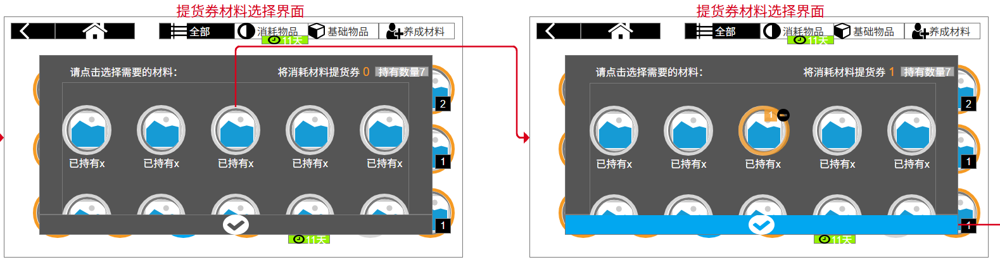 提货券材料选择界面
全部 消耗物品 基础物品 养成材料
11天
请点击选择需要的材料： 将消耗材料提货券 0 持有数量7
2
已持有x 已持有x 已持有x 已持有x 已持有x
1
1
11天
提货券材料选择界面
全部 消耗物品 基础物品 养成材料
11天
请点击选择需要的材料： 将消耗材料提货券 1 持有数量7
2
1
已持有x 已持有x 已持有x 已持有x 已持有x
1
1
11天